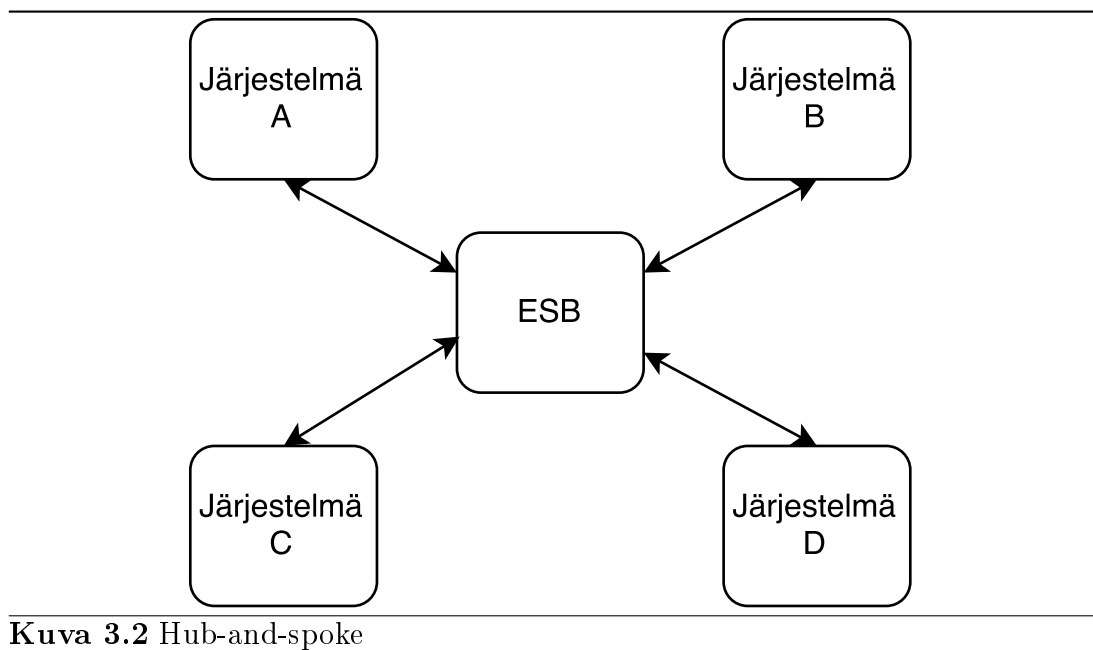 Järjestelmä
A
Järjestelmä
B
ESB
Järjestelmä
C
Järjestelmä
D
Kuva 3.2 Hub-and-spoke